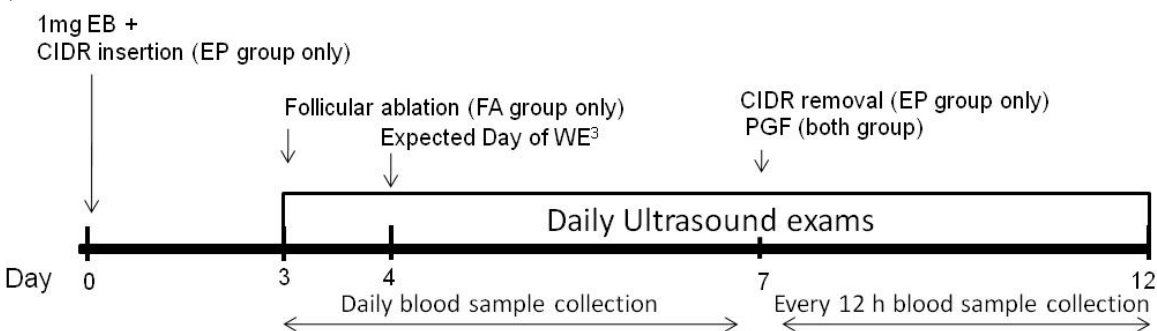 1mg EB +
CIDR insertion (EP group only)
Follicular ablation (FA group only)
Expected Day of WE³
CIDR removal (EP group only)
PGF (both group)
Daily Ultrasound exams
Day 0 3 4 7 12
Daily blood sample collection
Every 12 h blood sample collection